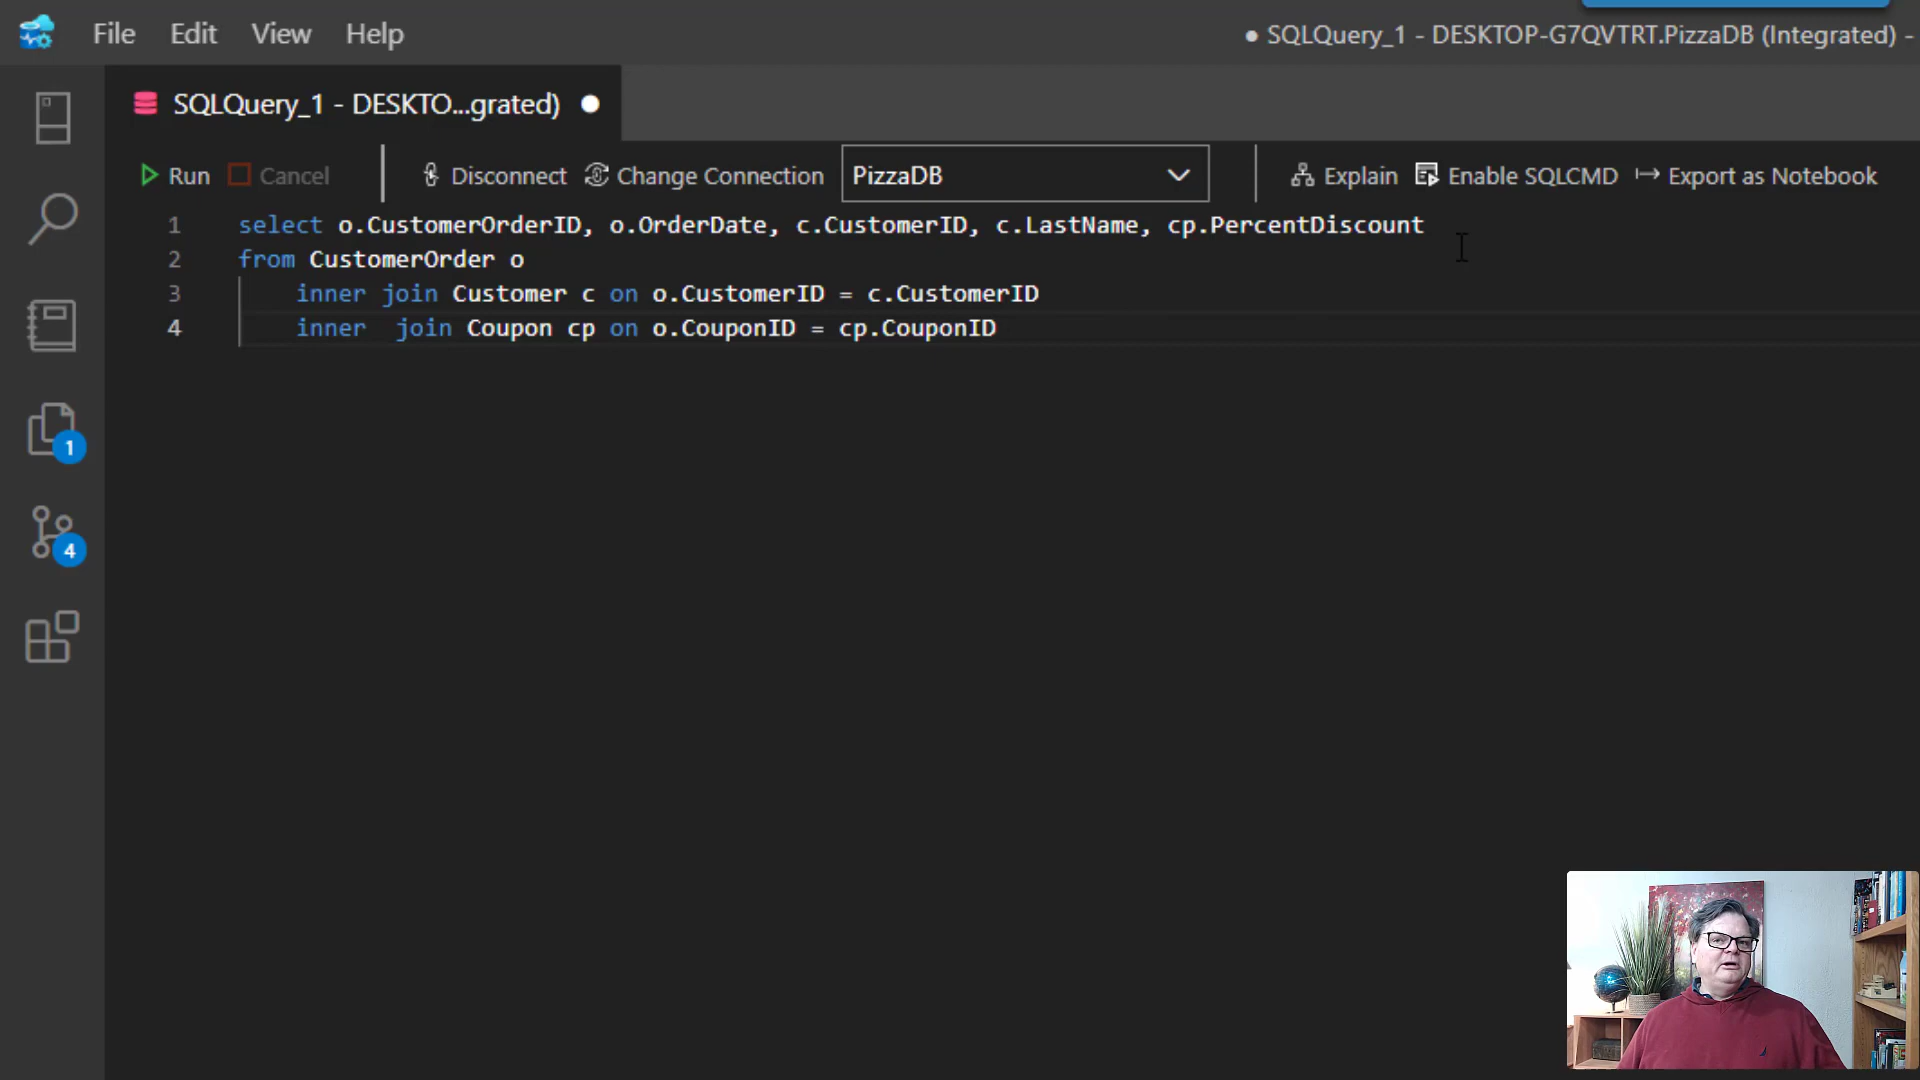 File Edit View Help
● SQLQuery_1 - DESKTOP-G7QVTRT.PizzaDB (Integrated) -
SQLQuery_1 - DESKTO...grated) ●
Run Cancel Disconnect Change Connection PizzaDB Explain Enable SQLCMD Export as Notebook
1 select o.CustomerOrderID, o.OrderDate, c.CustomerID, c.LastName, cp.PercentDiscount
2 from CustomerOrder o
3 inner join Customer c on o.CustomerID = c.CustomerID
4 inner  join Coupon cp on o.CouponID = cp.CouponID
1
4